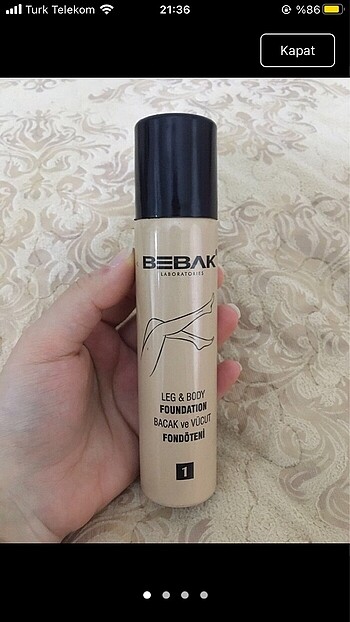 Turk Telekom
21:36
%86
Kapat
BEBAK
LABORATORIES
LEG & BODY
FOUNDATION
BACAK ve VÜCUT
FONDÖTENİ
1